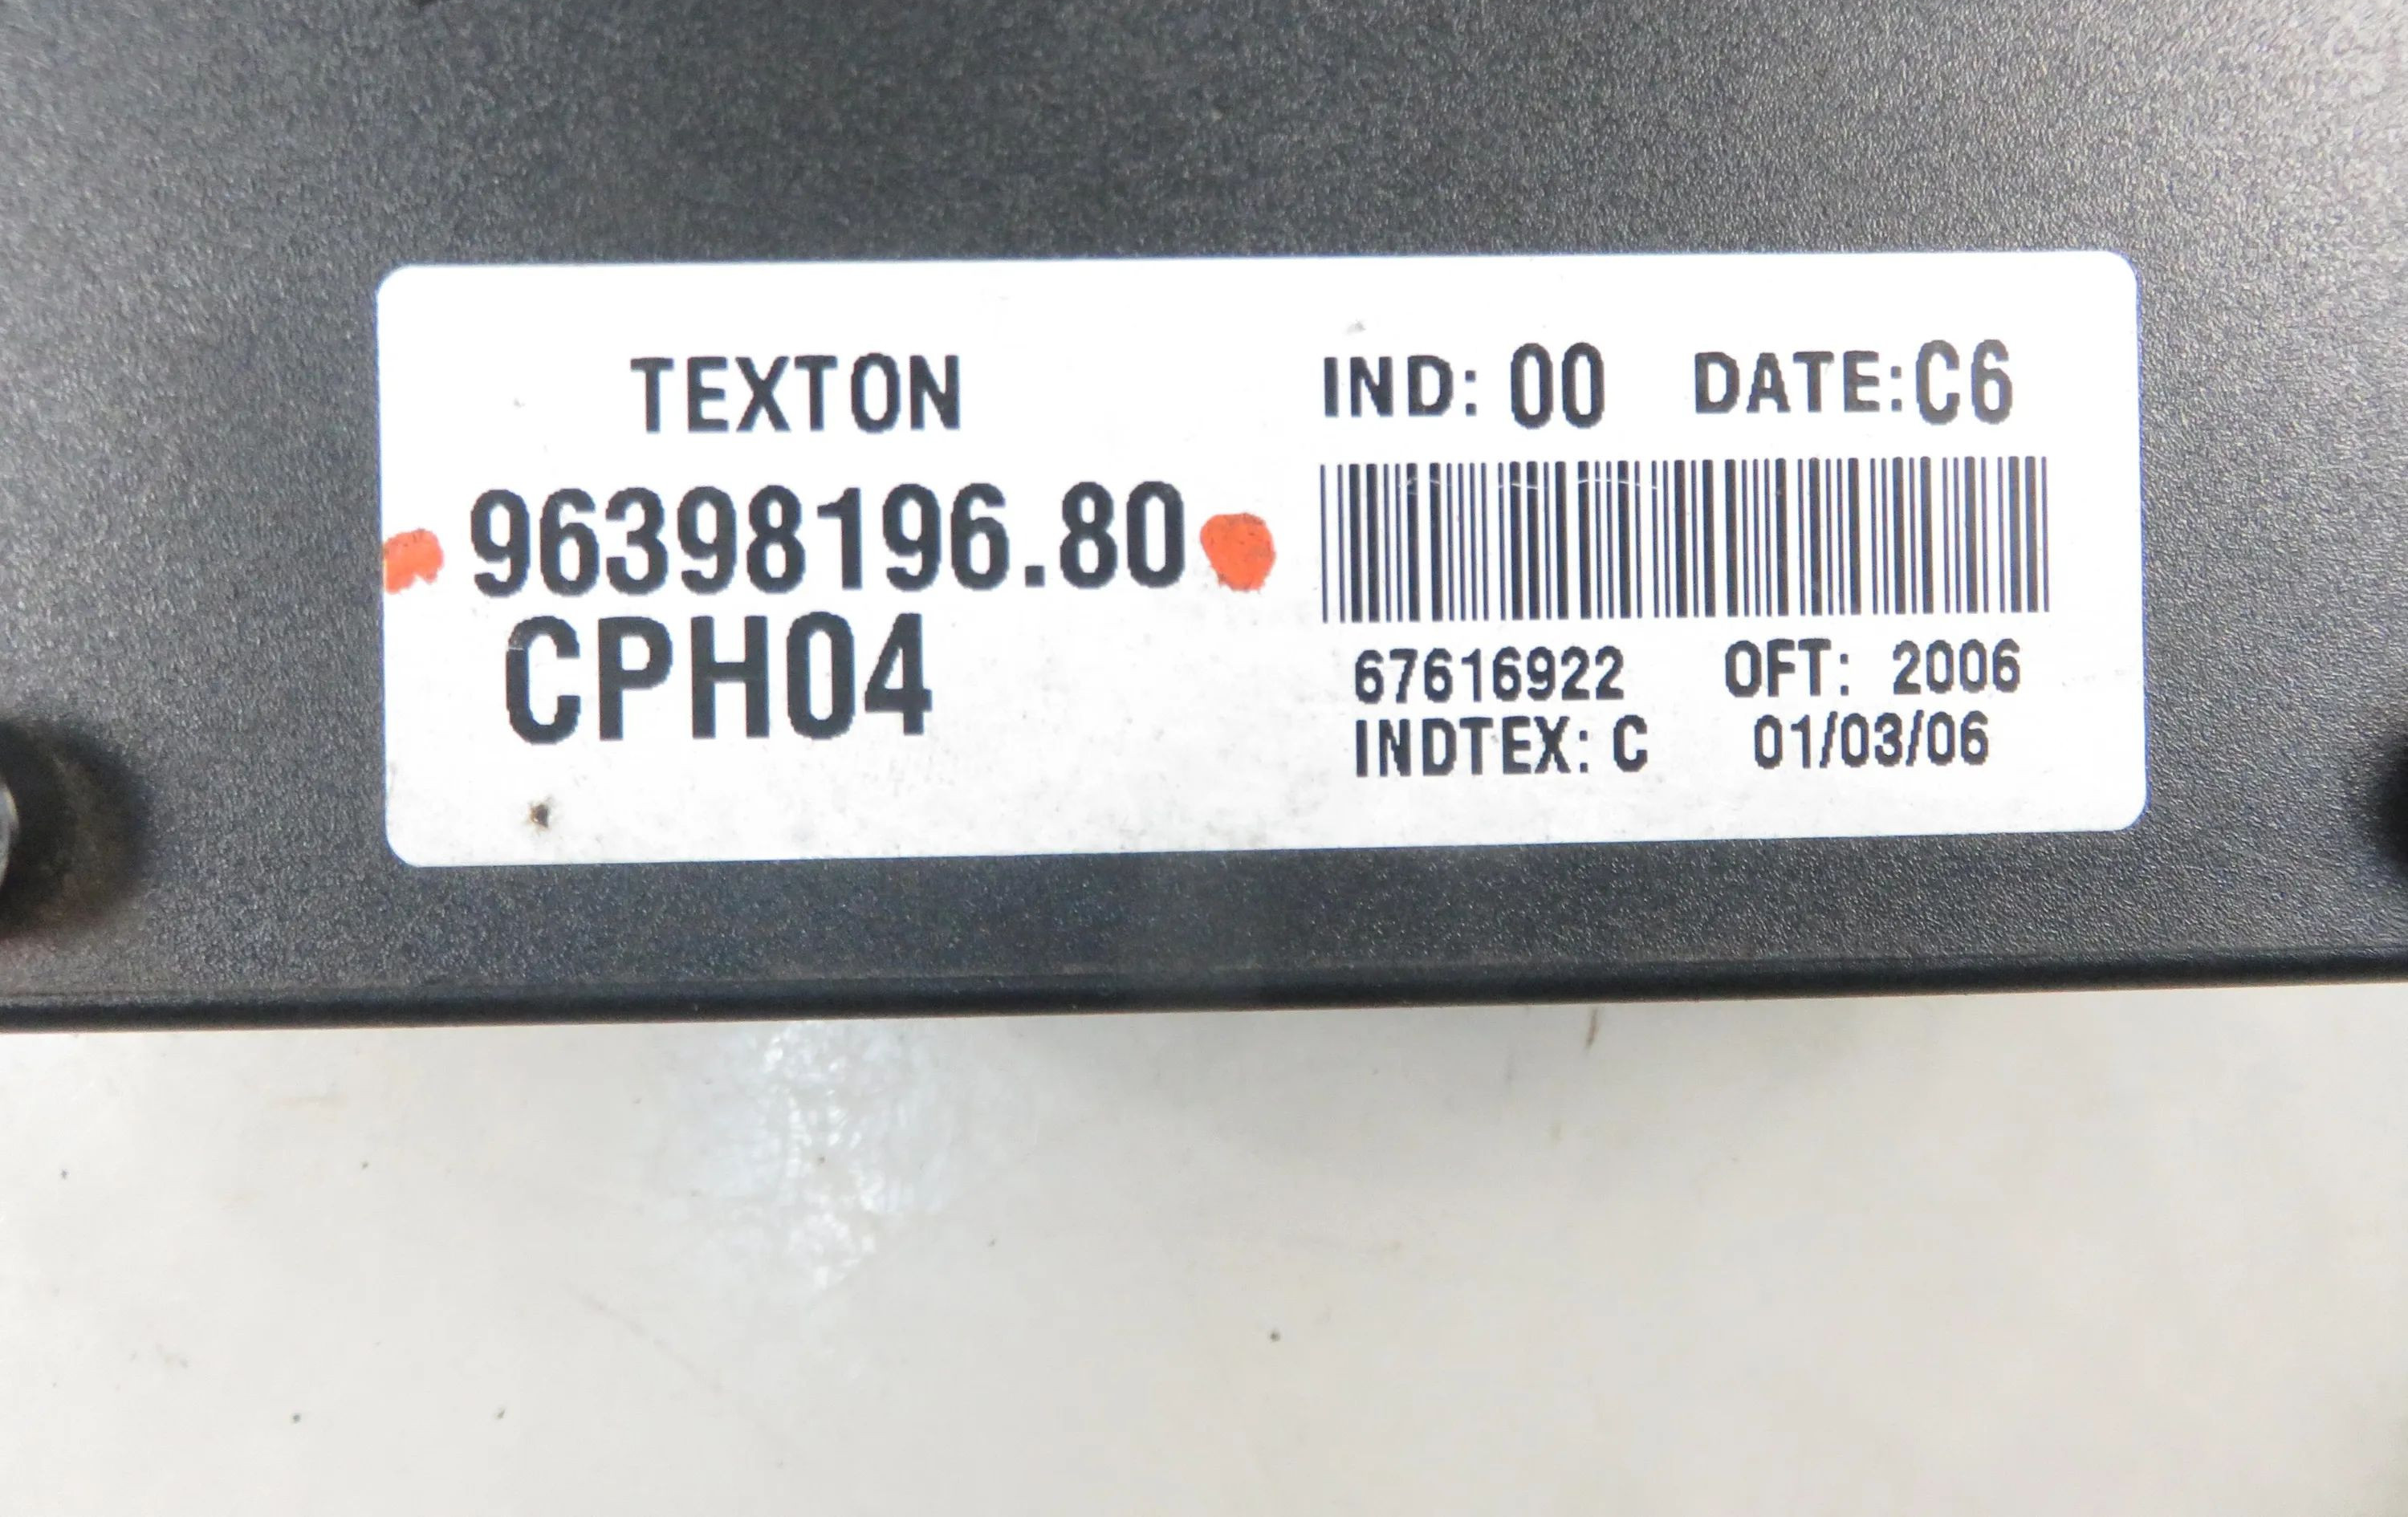 TEXTON
96398196.80
CPH04
IND: 00 DATE:C6
67616922 OFT: 2006
INDTEX: C 01/03/06